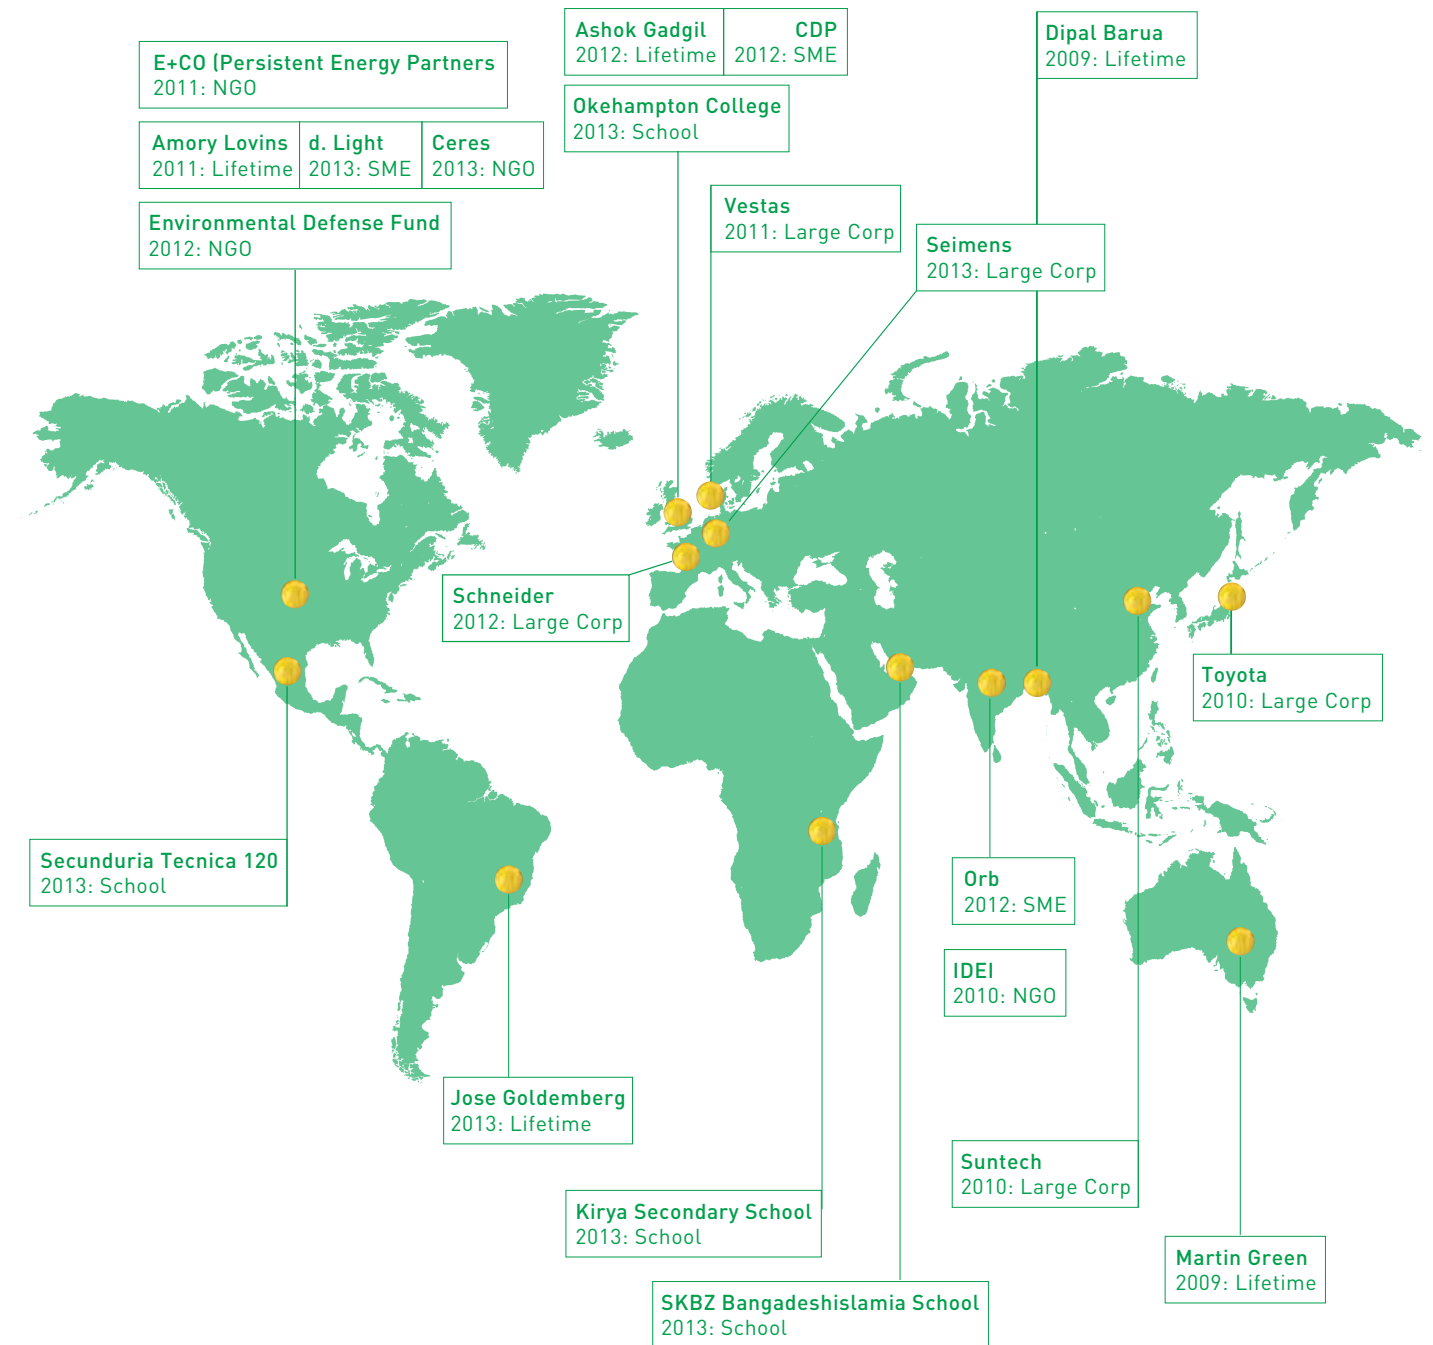 Ashok Gadgil
2012: Lifetime
CDP
2012: SME
Dipal Barua
2009: Lifetime
E+CO (Persistent Energy Partners
2011: NGO
Okehampton College
2013: School
Amory Lovins
2011: Lifetime
d. Light
2013: SME
Ceres
2013: NGO
Vestas
2011: Large Corp
Environmental Defense Fund
2012: NGO
Seimens
2013: Large Corp
Schneider
2012: Large Corp
Toyota
2010: Large Corp
Secunduria Tecnica 120
2013: School
Orb
2012: SME
IDEI
2010: NGO
Jose Goldemberg
2013: Lifetime
Suntech
2010: Large Corp
Kirya Secondary School
2013: School
Martin Green
2009: Lifetime
SKBZ Bangadeshislamia School
2013: School